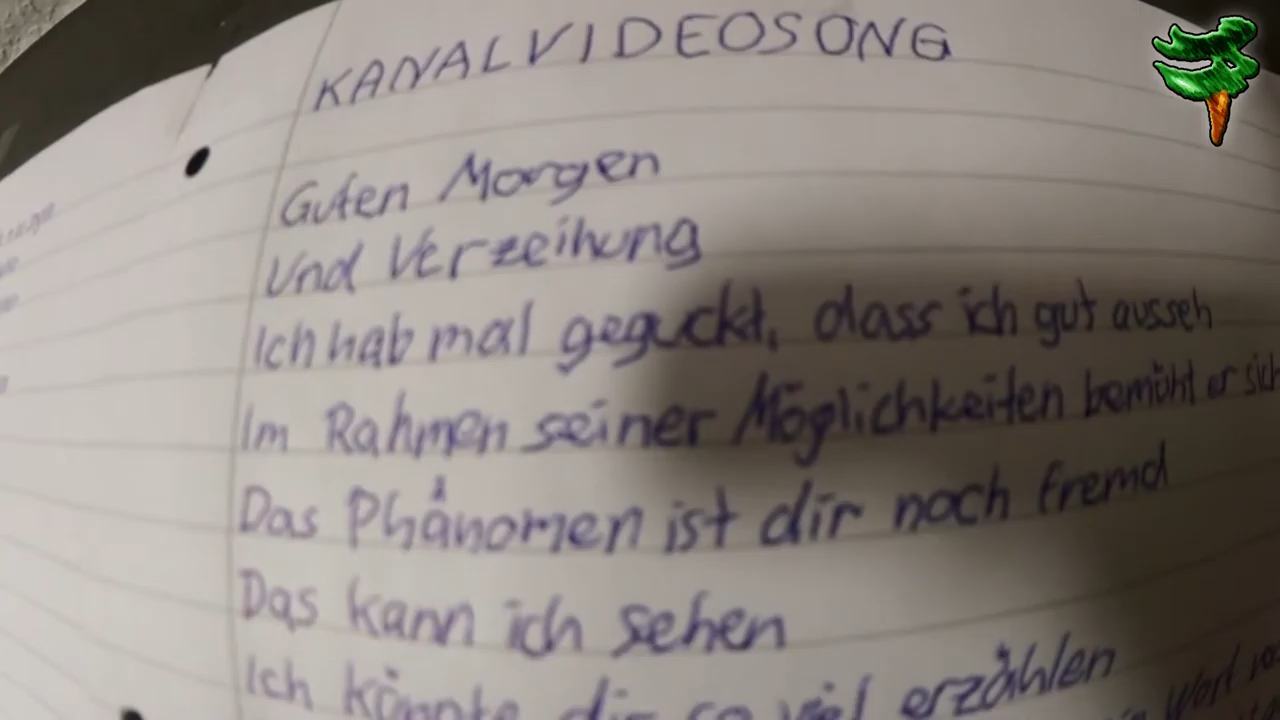 KANALVIDEOSONG
Guten Morgen
Und Verzeihung
Ich hab mal geguckt, dass ich gut ausseh
Im Rahmen seiner Möglichkeiten bemüht er sich
Das Phänomen ist dir noch fremd
Das kann ich sehen
Ich könnte dir so viel erzählen
Wort